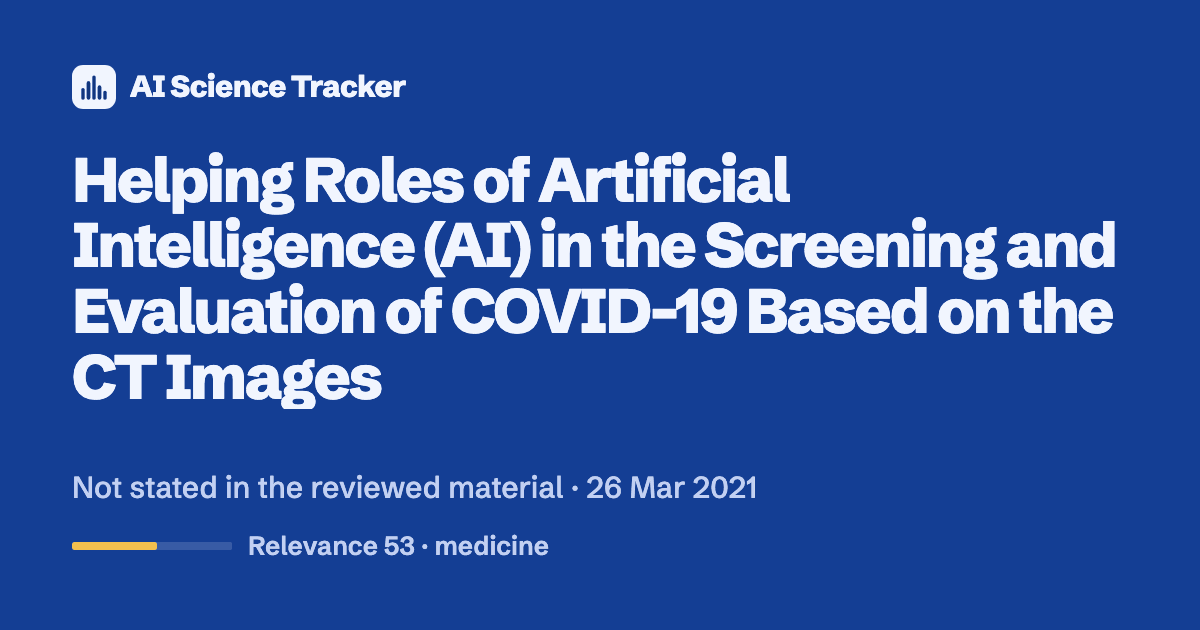 AI Science Tracker
Helping Roles of Artificial
Intelligence (AI) in the Screening and
Evaluation of COVID-19 Based on the
CT Images
Not stated in the reviewed material · 26 Mar 2021
Relevance 53 · medicine